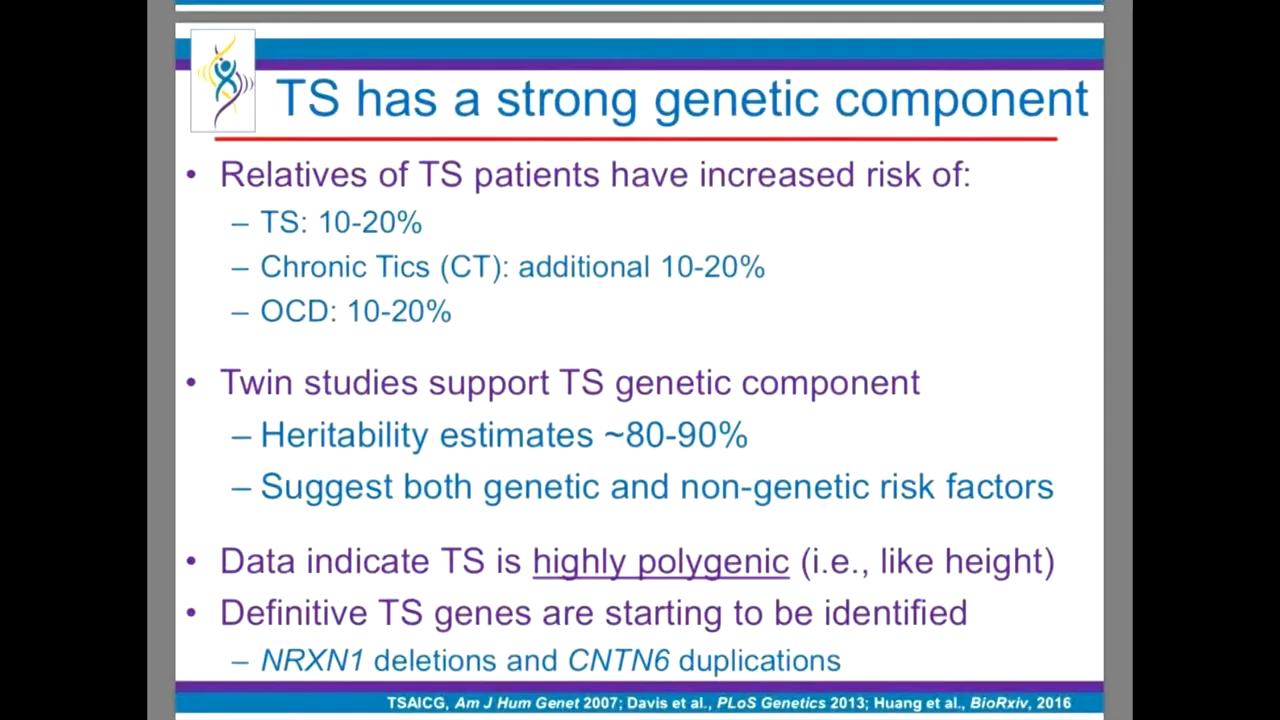 TS has a strong genetic component
• Relatives of TS patients have increased risk of:
– TS: 10-20%
– Chronic Tics (CT): additional 10-20%
– OCD: 10-20%
• Twin studies support TS genetic component
– Heritability estimates ~80-90%
– Suggest both genetic and non-genetic risk factors
• Data indicate TS is highly polygenic (i.e., like height)
• Definitive TS genes are starting to be identified
– NRXN1 deletions and CNTN6 duplications
TSAICG, Am J Hum Genet 2007; Davis et al., PLoS Genetics 2013; Huang et al., BioRxiv, 2016